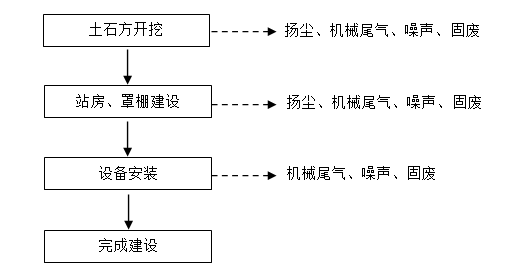 土石方开挖
扬尘、机械尾气、噪声、固废
站房、罩棚建设
扬尘、机械尾气、噪声、固废
设备安装
机械尾气、噪声、固废
完成建设